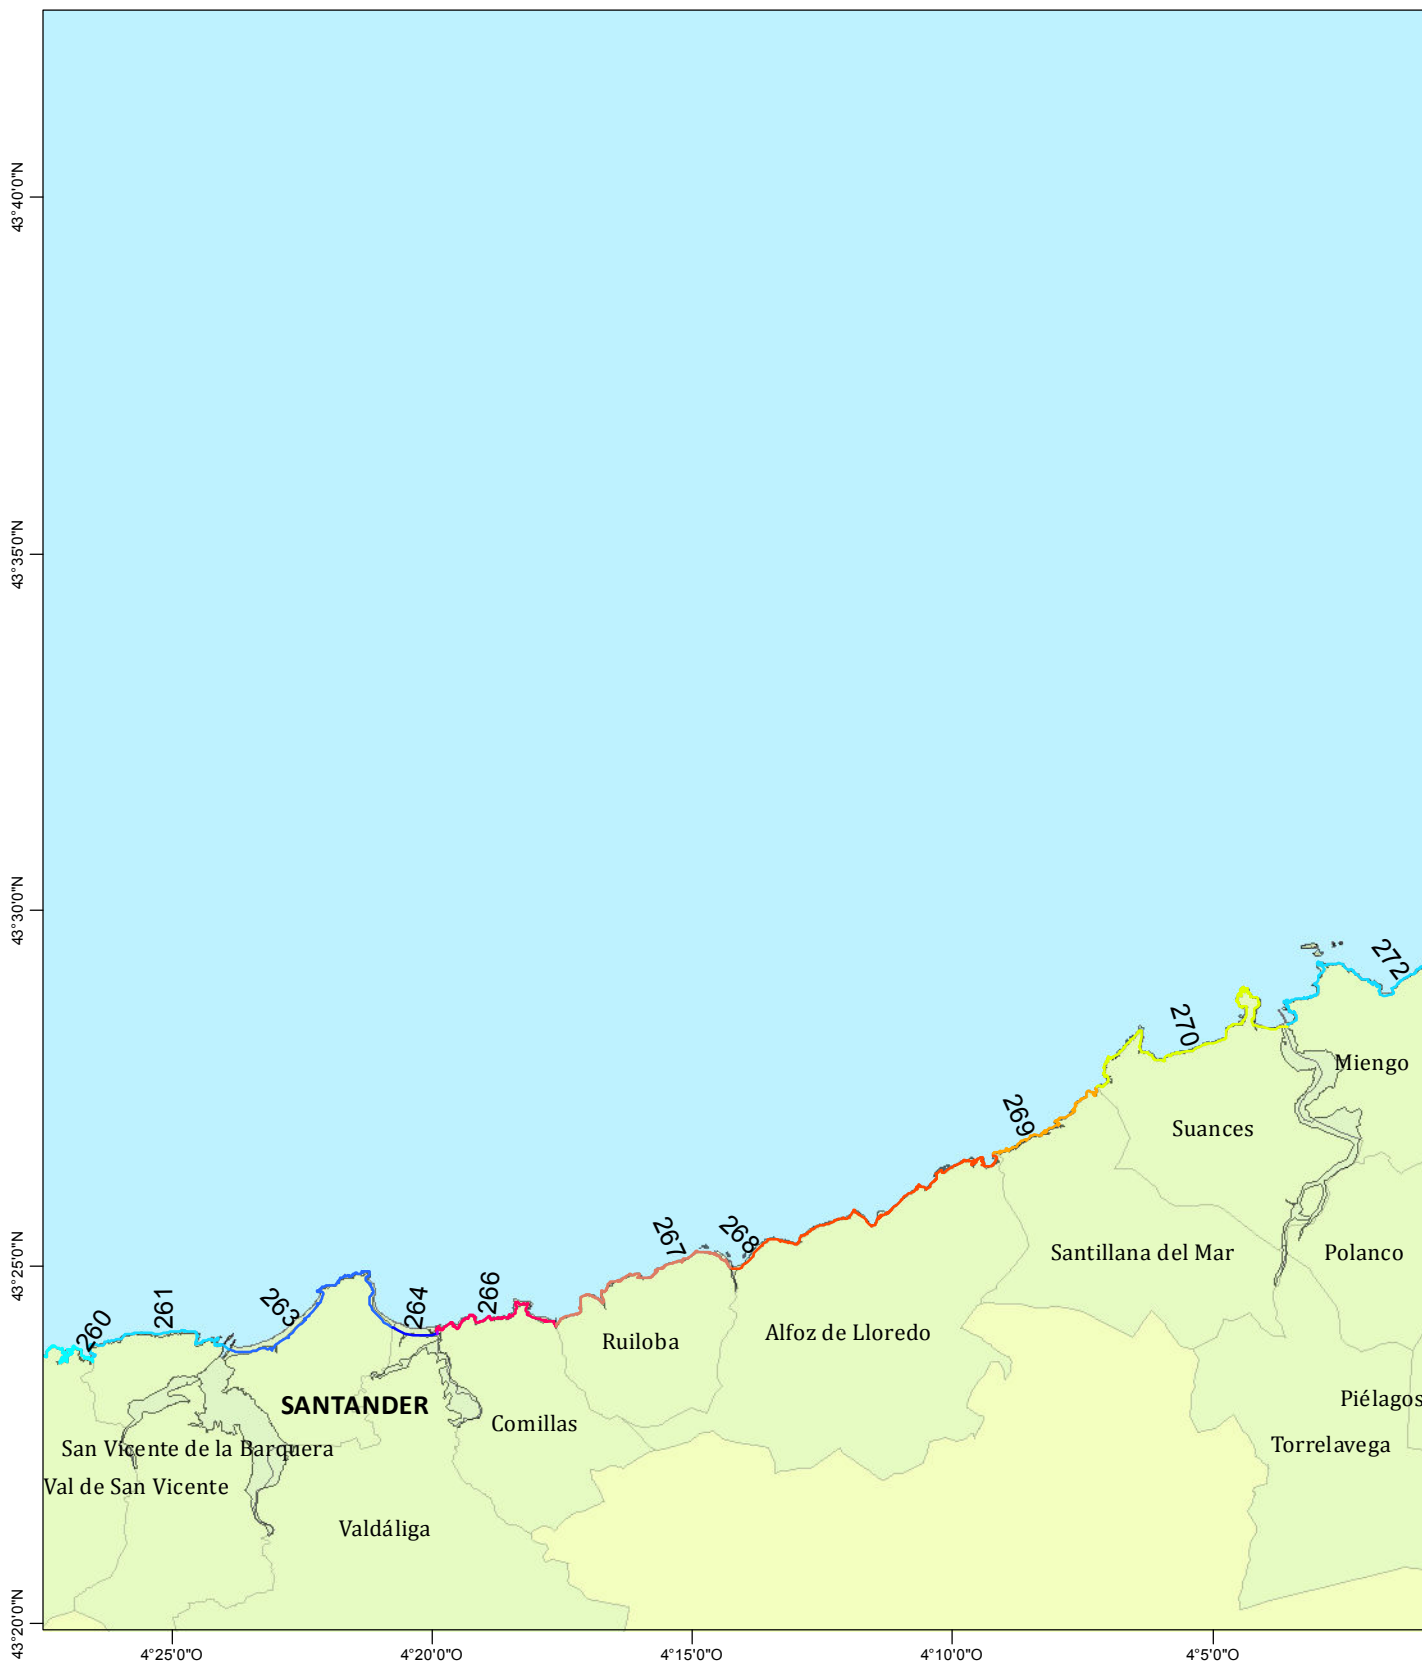 43°40'0"N
43°35'0"N
43°30'0"N
43°25'0"N
43°20'0"N
272
270
Miengo
269
Suances
267
268
Santillana del Mar
Polanco
260
261
263
264
266
Ruiloba
Alfoz de Lloredo
SANTANDER
Piélagos
Comillas
San Vicente de la Barquera
Torrelavega
Val de San Vicente
Valdáliga
4°25'0"O
4°20'0"O
4°15'0"O
4°10'0"O
4°5'0"O